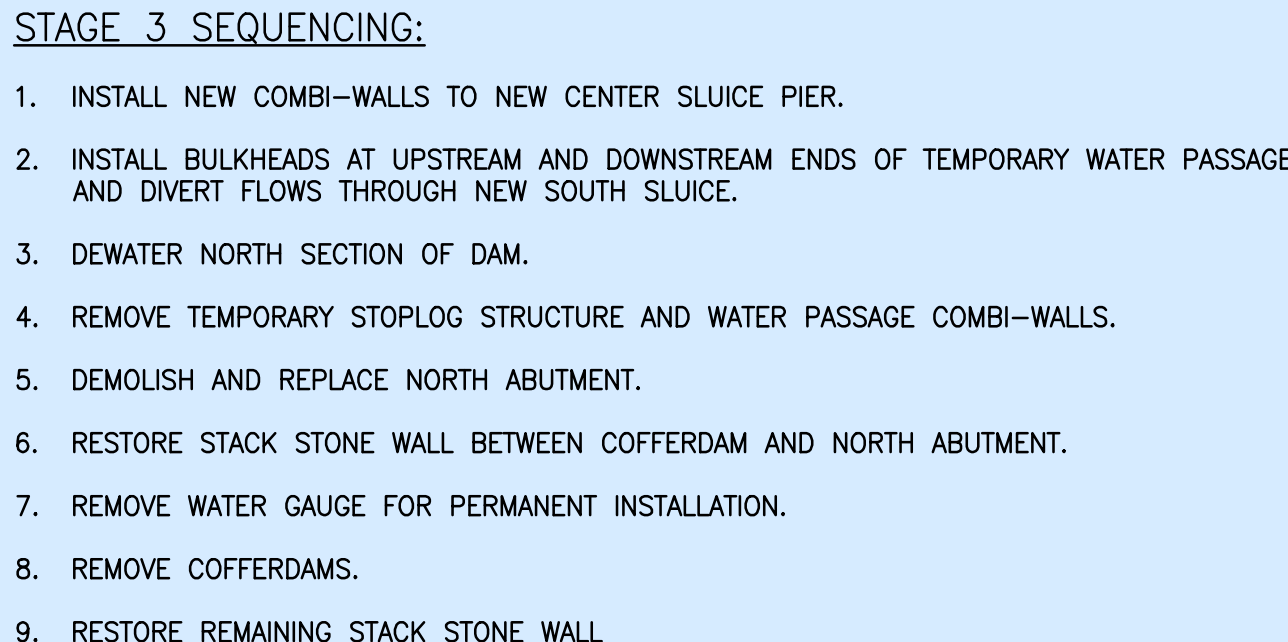 STAGE 3 SEQUENCING:
1. INSTALL NEW COMBI-WALLS TO NEW CENTER SLUICE PIER.
2. INSTALL BULKHEADS AT UPSTREAM AND DOWNSTREAM ENDS OF TEMPORARY WATER PASSAGE
AND DIVERT FLOWS THROUGH NEW SOUTH SLUICE.
3. DEWATER NORTH SECTION OF DAM.
4. REMOVE TEMPORARY STOPLOG STRUCTURE AND WATER PASSAGE COMBI-WALLS.
5. DEMOLISH AND REPLACE NORTH ABUTMENT.
6. RESTORE STACK STONE WALL BETWEEN COFFERDAM AND NORTH ABUTMENT.
7. REMOVE WATER GAUGE FOR PERMANENT INSTALLATION.
8. REMOVE COFFERDAMS.
9. RESTORE REMAINING STACK STONE WALL